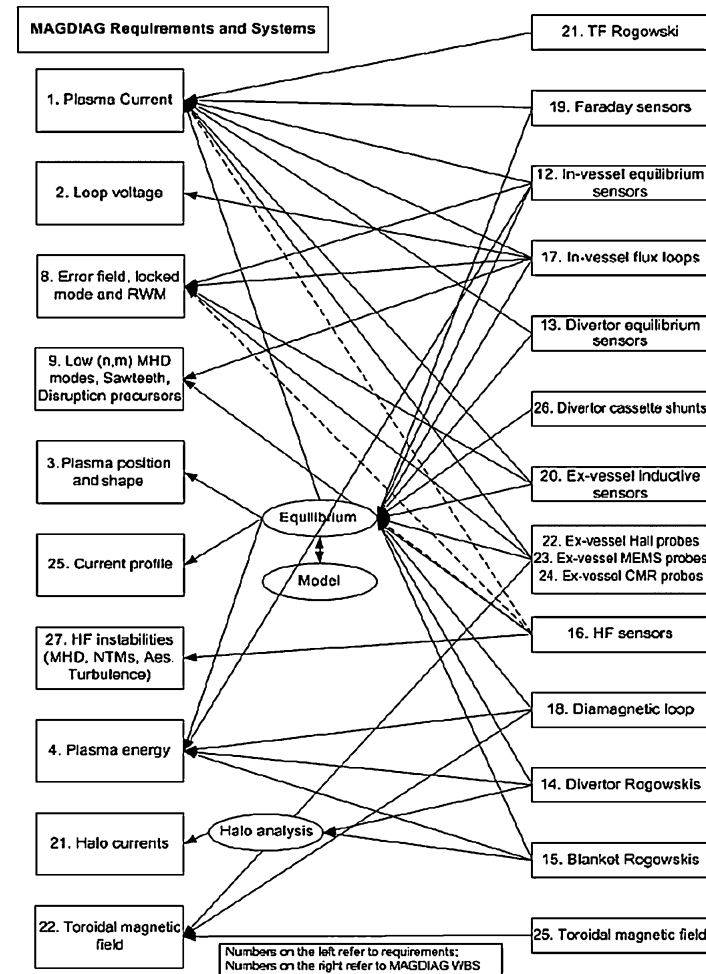 MAGDIAG Requirements and Systems
1. Plasma Current
2. Loop voltage
8. Error field, locked
mode and RWM
9. Low (n,m) MHD
modes, Sawteeth,
Disruption precursors
3. Plasma position
and shape
25. Current profile
27. HF instabilities
(MHD, NTMs, Aes.
Turbulence)
4. Plasma energy
21. Halo currents
22. Toroidal magnetic
field
Equilibrium
Model
Halo analysis
21. TF Rogowski
19. Faraday sensors
12. In-vessel equilibrium
sensors
17. In-vessel flux loops
13. Divertor equilibrium
sensors
26. Divertor cassette shunts
20. Ex-vessel inductive
sensors
22. Ex-vessel Hall probes
23. Ex-vessel MEMS probes
24. Ex-vessel CMR probes
16. HF sensors
18. Diamagnetic loop
14. Divertor Rogowskis
15. Blanket Rogowskis
25. Toroidal magnetic field
Numbers on the left refer to requirements;
Numbers on the right refer to MAGDIAG WBS